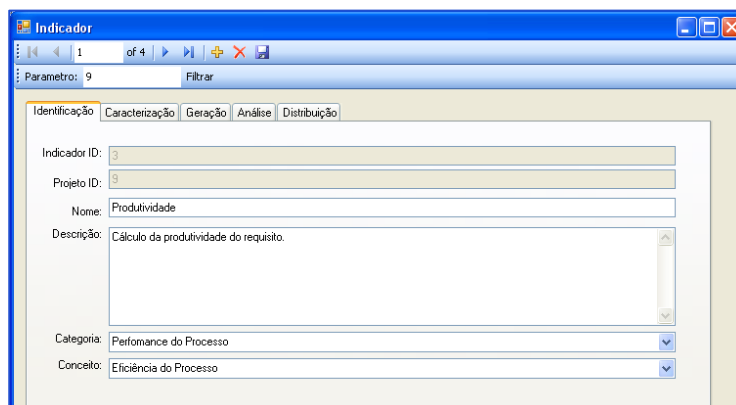 Indicador
1 of 4
Parametro: 9 Filtrar
Identificação Caracterização Geração Análise Distribuição
Indicador ID: 3
Projeto ID: 9
Nome: Produtividade
Descrição: Cálculo da produtividade do requisito.
Categoria: Perfomance do Processo
Conceito: Eficiência do Processo